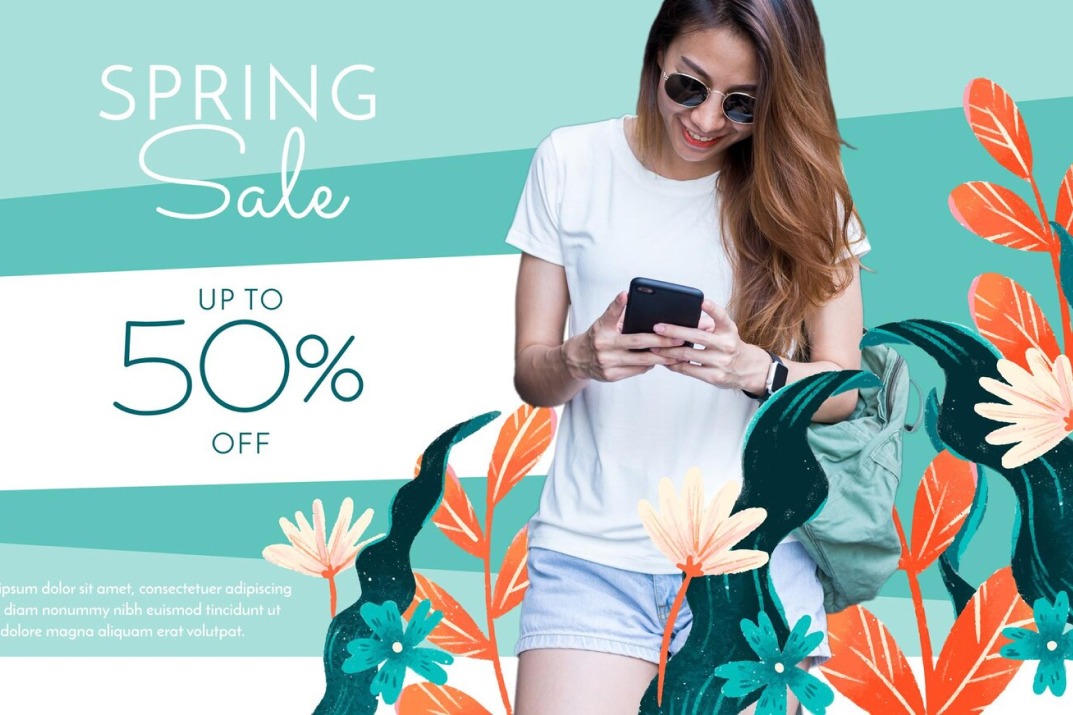 SPRING
Sale
UP TO
50%
OFF
ipsum dolor sit amet, consectetuer adipiscing
diam nonummy nibh euismod tincidunt ut
dolore magna aliquam erat volutpat.